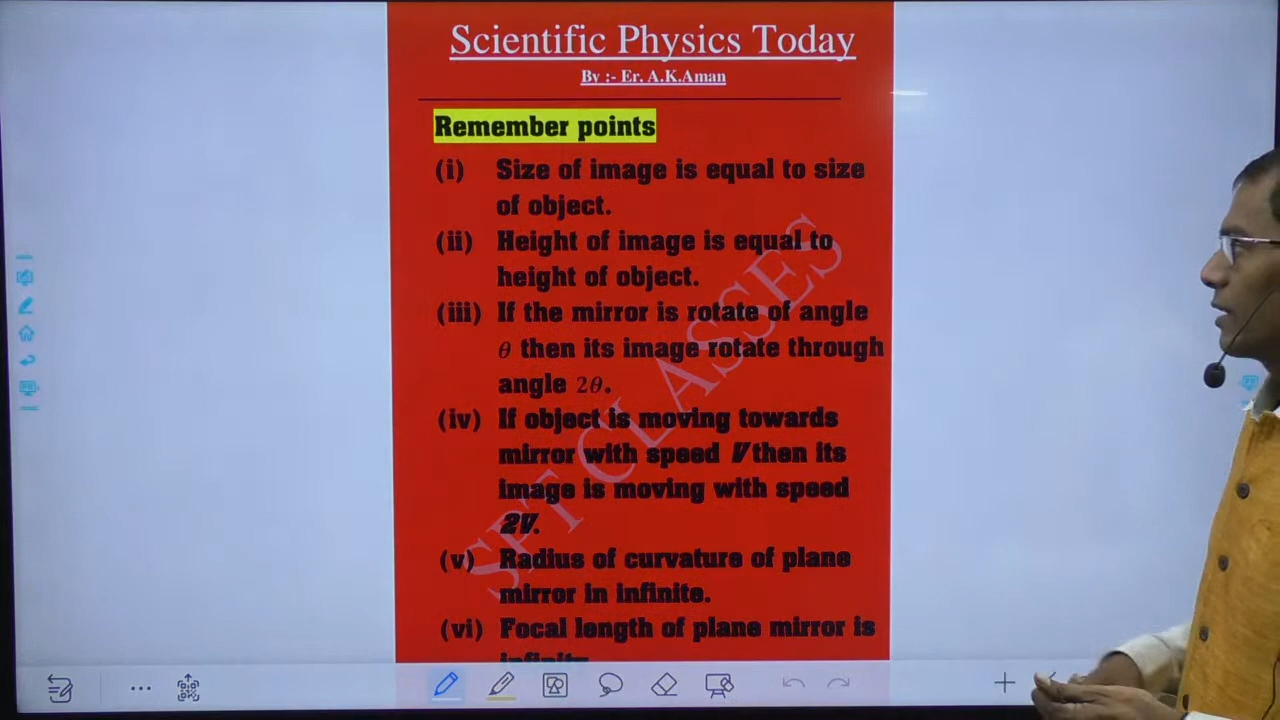 Scientific Physics Today
By :- Er. A.K.Aman
Remember points
(i) Size of image is equal to size
of object.
(ii) Height of image is equal to
height of object.
(iii) If the mirror is rotate of angle
θ then its image rotate through
angle 2θ.
(iv) If object is moving towards
mirror with speed V then its
image is moving with speed
2V.
(v) Radius of curvature of plane
mirror in infinite.
(vi) Focal length of plane mirror is
infinite
SPT CLASSES